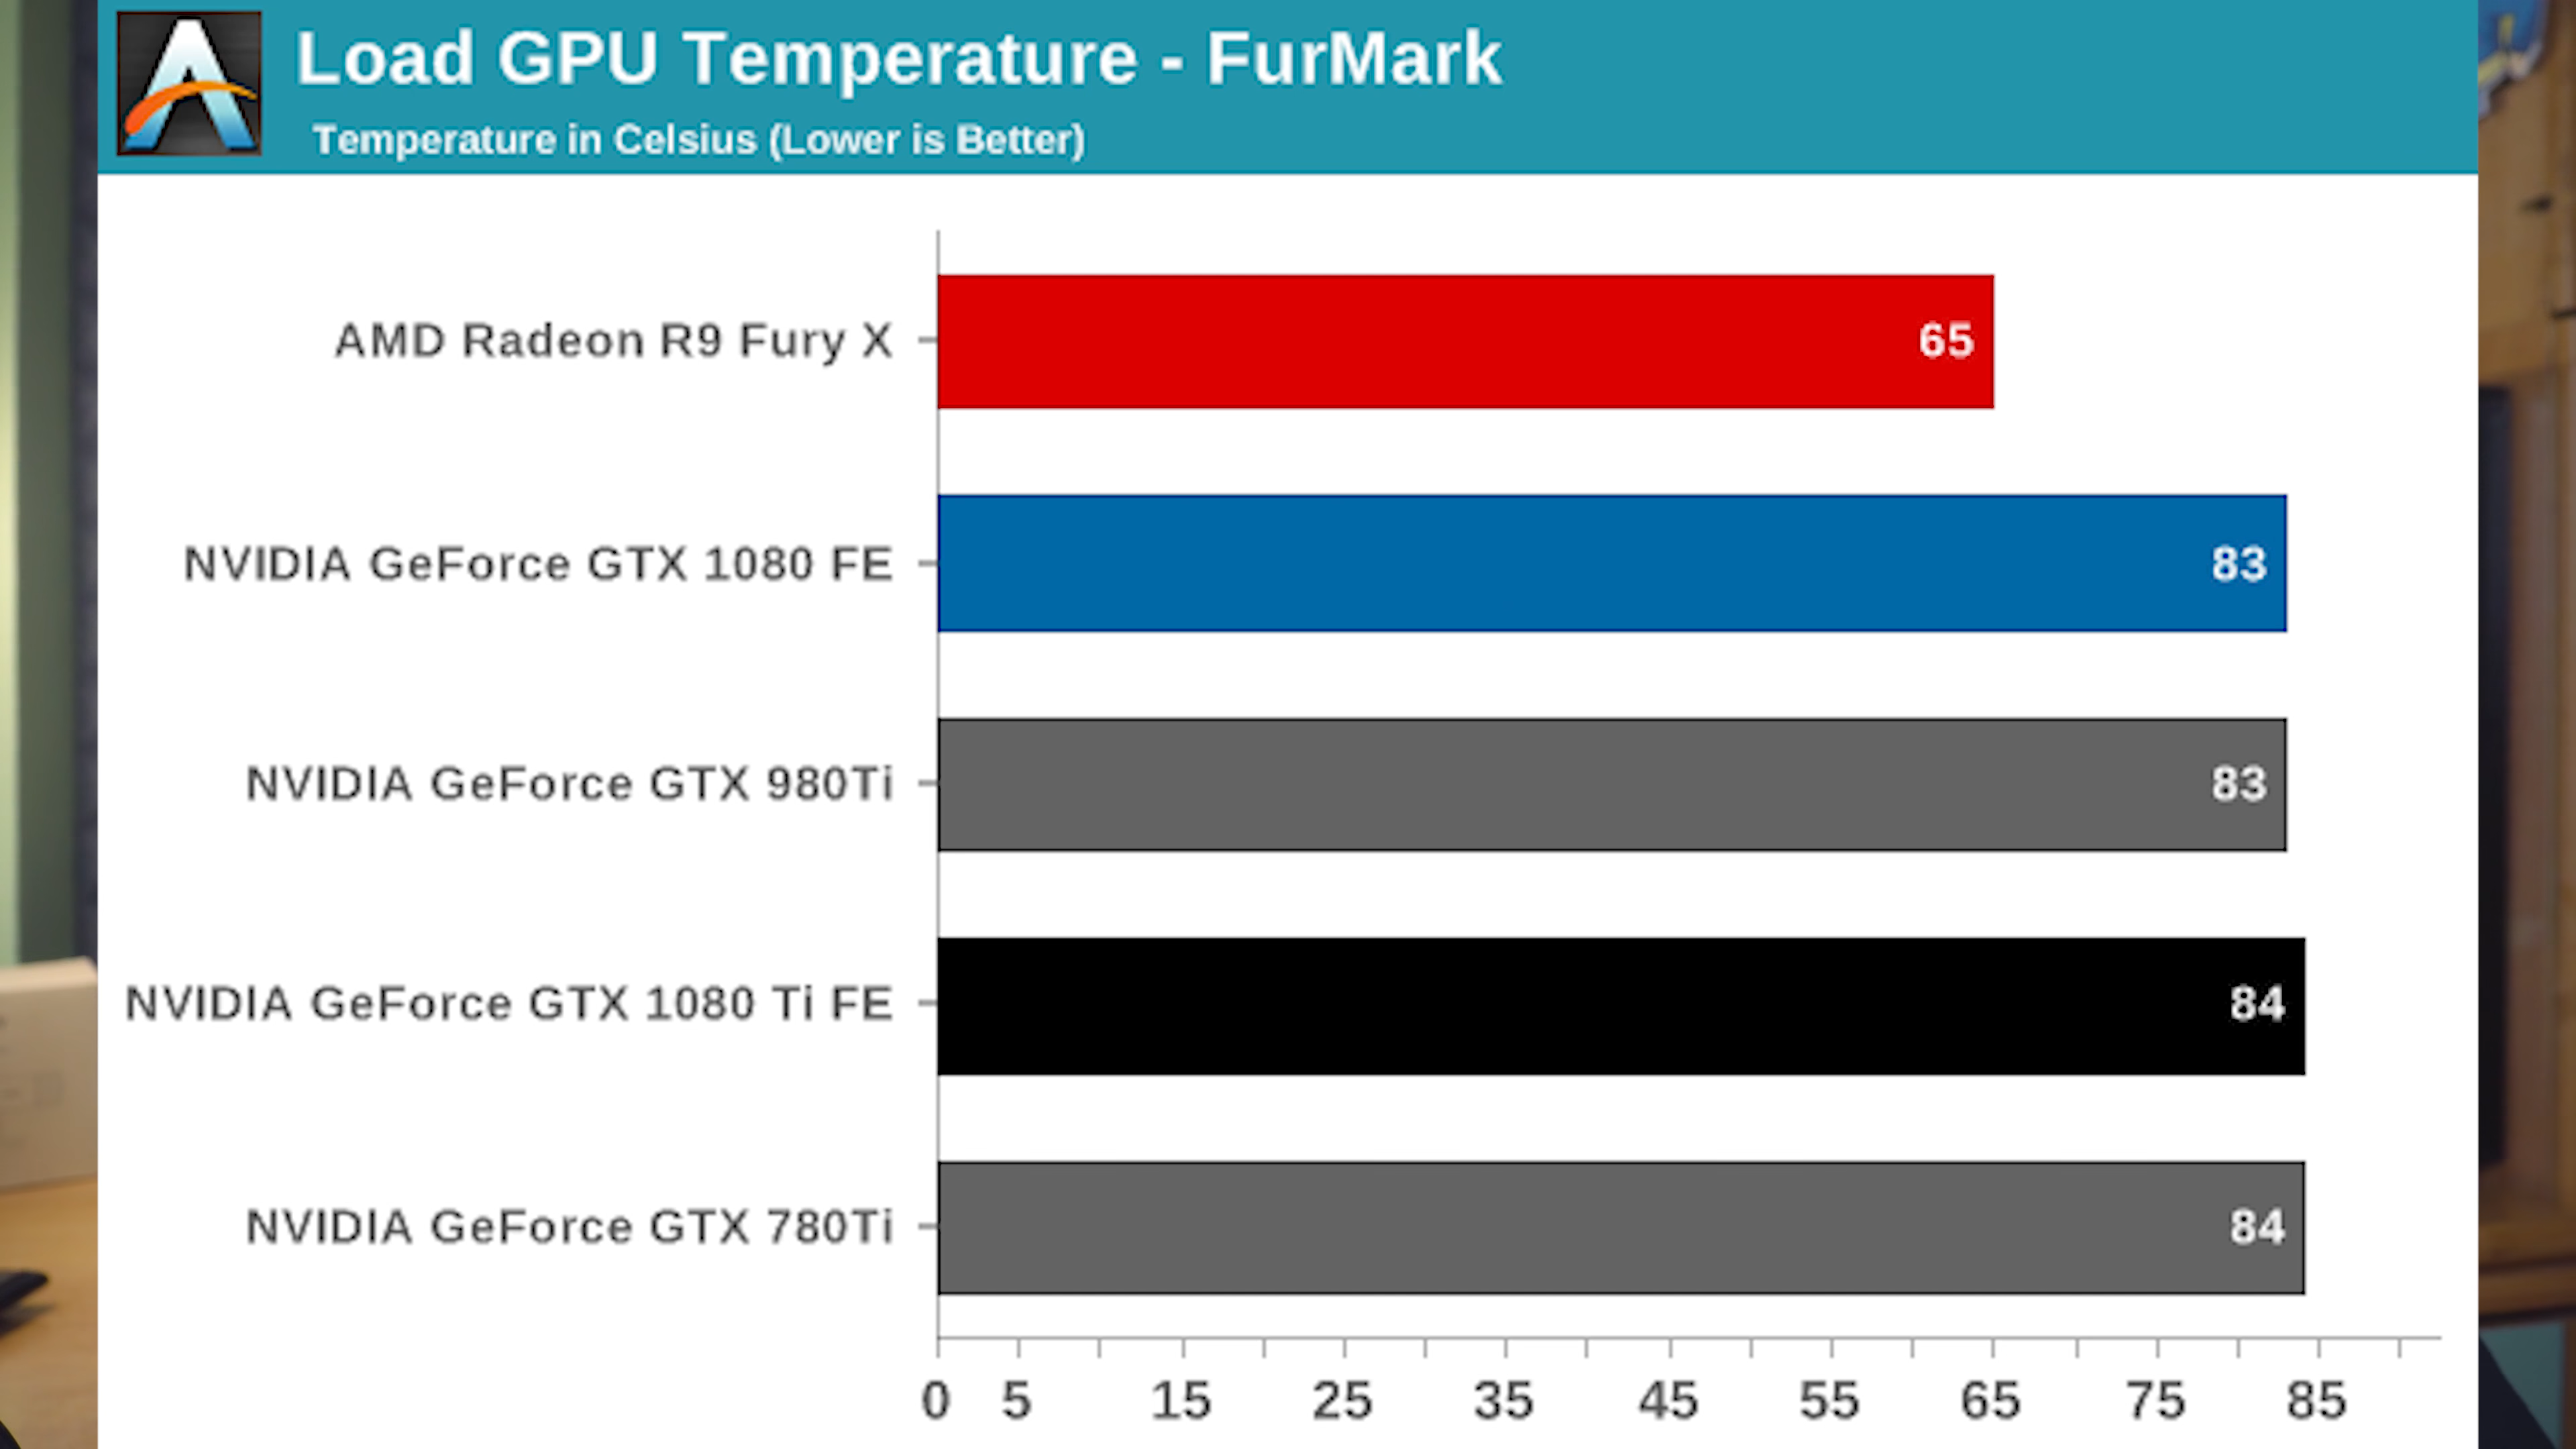 Load GPU Temperature - FurMark
Temperature in Celsius (Lower is Better)
AMD Radeon R9 Fury X 65
NVIDIA GeForce GTX 1080 FE 83
NVIDIA GeForce GTX 980Ti 83
NVIDIA GeForce GTX 1080 Ti FE 84
NVIDIA GeForce GTX 780Ti 84
0 5 15 25 35 45 55 65 75 85